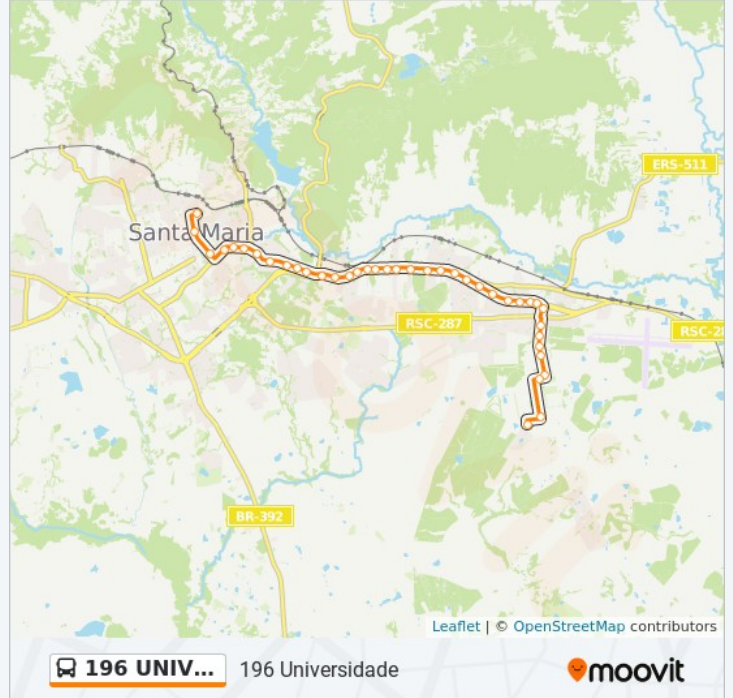 ERS-511
Santa Maria
RSC-287
RSC-28
BR-392
Leaflet | © OpenStreetMap contributors
196 UNIV... 196 Universidade moovit